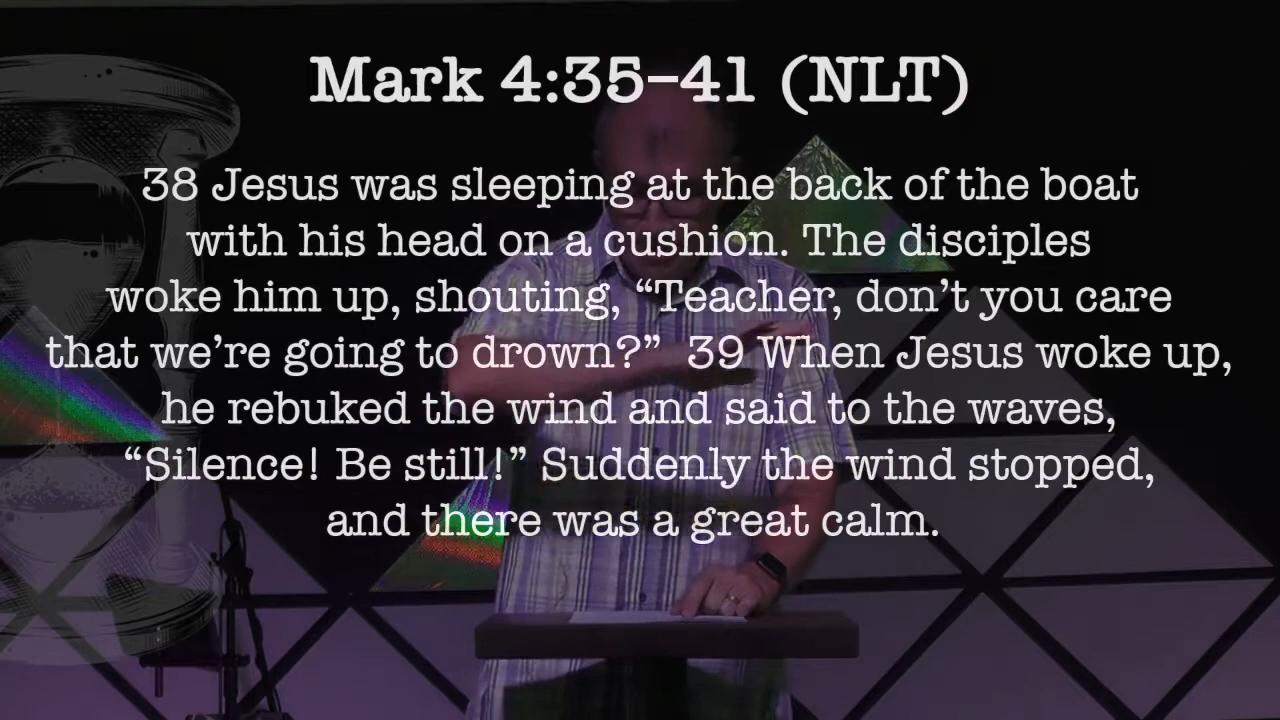 Mark 4:35–41 (NLT)
38 Jesus was sleeping at the back of the boat
with his head on a cushion. The disciples
woke him up, shouting, “Teacher, don’t you care
that we’re going to drown?” 39 When Jesus woke up,
he rebuked the wind and said to the waves,
“Silence! Be still!” Suddenly the wind stopped,
and there was a great calm.